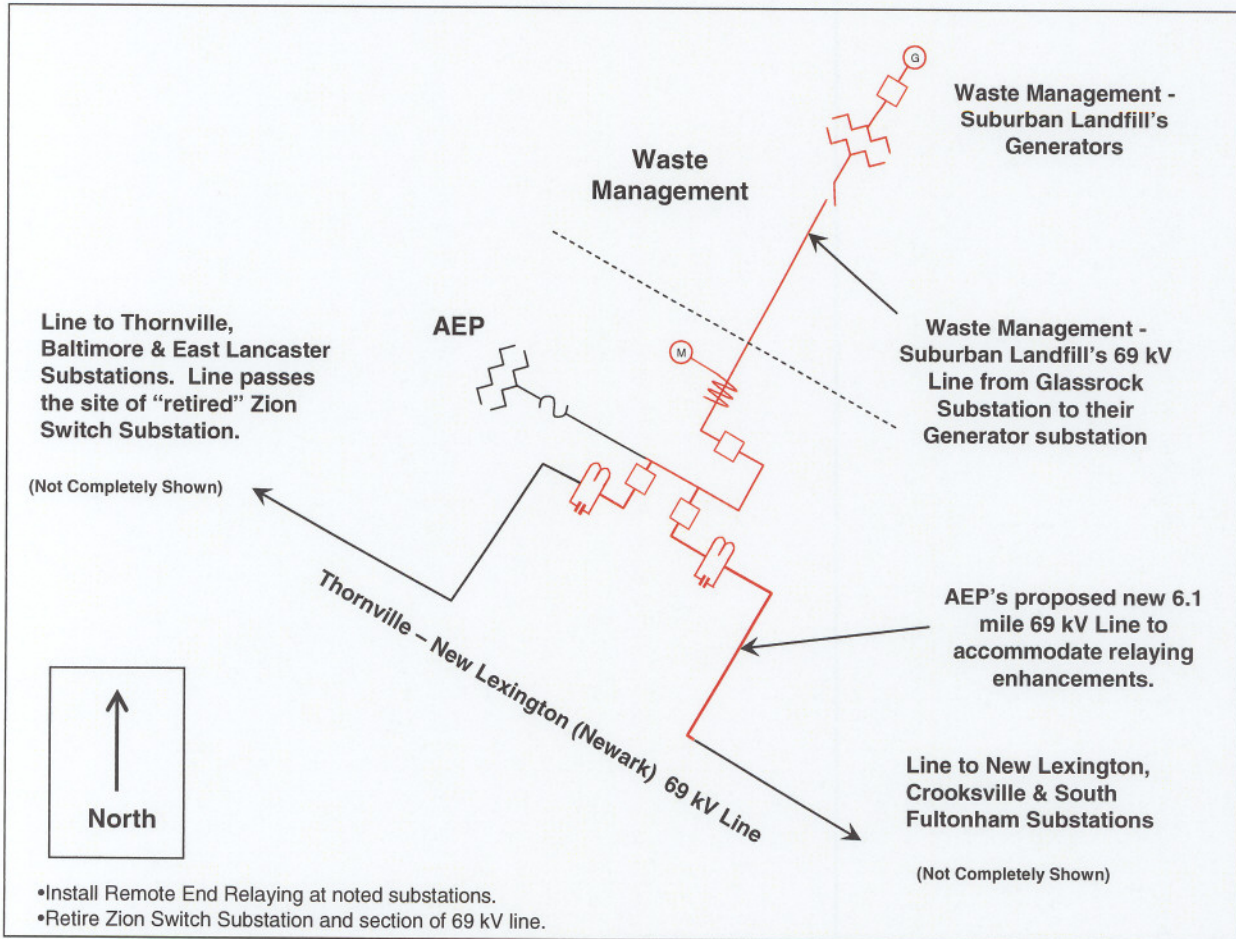 G
Waste Management -
Suburban Landfill's
Generators
Waste
Management
Line to Thornville,
Baltimore & East Lancaster
Substations. Line passes
the site of “retired” Zion
Switch Substation.
(Not Completely Shown)
AEP
M
Waste Management -
Suburban Landfill's 69 kV
Line from Glassrock
Substation to their
Generator substation
Thornville – New Lexington (Newark) 69 kV Line
AEP's proposed new 6.1
mile 69 kV Line to
accommodate relaying
enhancements.
North
Line to New Lexington,
Crooksville & South
Fultonham Substations
(Not Completely Shown)
•Install Remote End Relaying at noted substations.
•Retire Zion Switch Substation and section of 69 kV line.